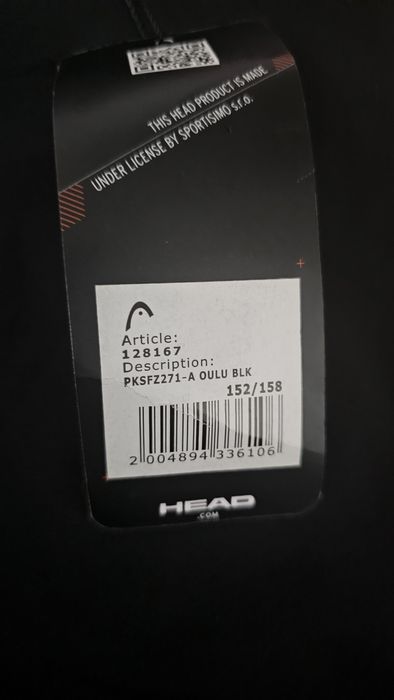 THIS HEAD PRODUCT IS MADE
UNDER LICENSE BY SPORTISIMO s.r.o.
Article:
128167
Description:
PKSFZ271-A OULU BLK
152/158
2 004894 336106
HEAD
.COM